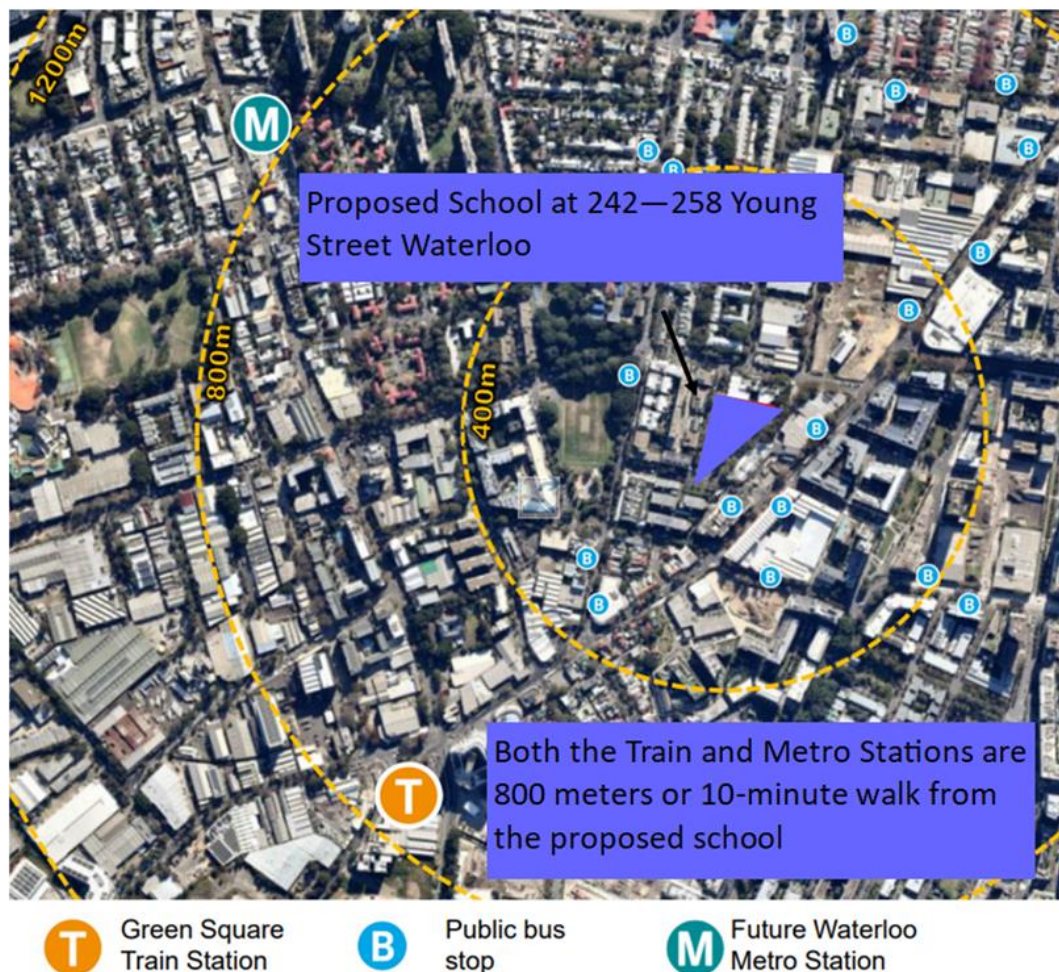 1200m
M
B
B
B
B
B
B
Proposed School at 242—258 Young
Street Waterloo
B
B
800m
B
400m
B
B
B
B
B
B
B
B
Both the Train and Metro Stations are
800 meters or 10-minute walk from
the proposed school
T
T Green Square
Train Station
B Public bus
stop
M Future Waterloo
Metro Station